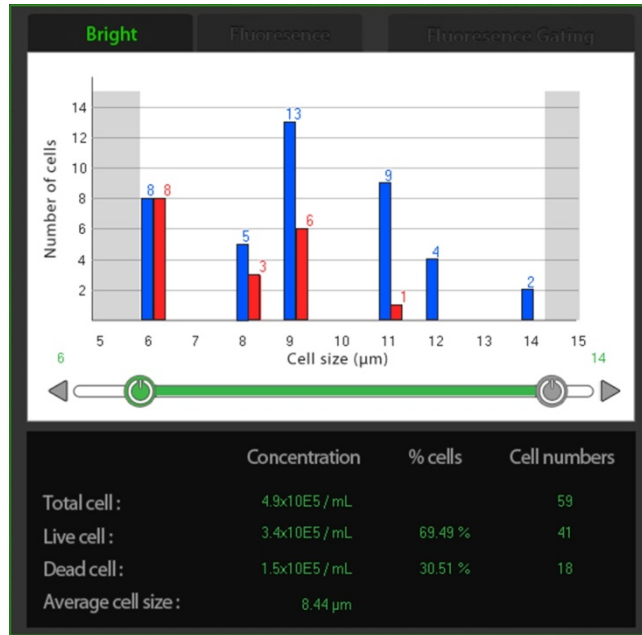 Bright Fluoresence Fluoresence Gating
Number of cells
14
12
10
8
6
4
2
8 8 5 3 13 6 9 1 4 2
5 6 7 8 9 10 11 12 13 14 15
6 Cell size (μm) 14
Concentration % cells Cell numbers
Total cell : 4.9x10E5 / mL 59
Live cell : 3.4x10E5 / mL 69.49 % 41
Dead cell : 1.5x10E5 / mL 30.51 % 18
Average cell size : 8.44 μm